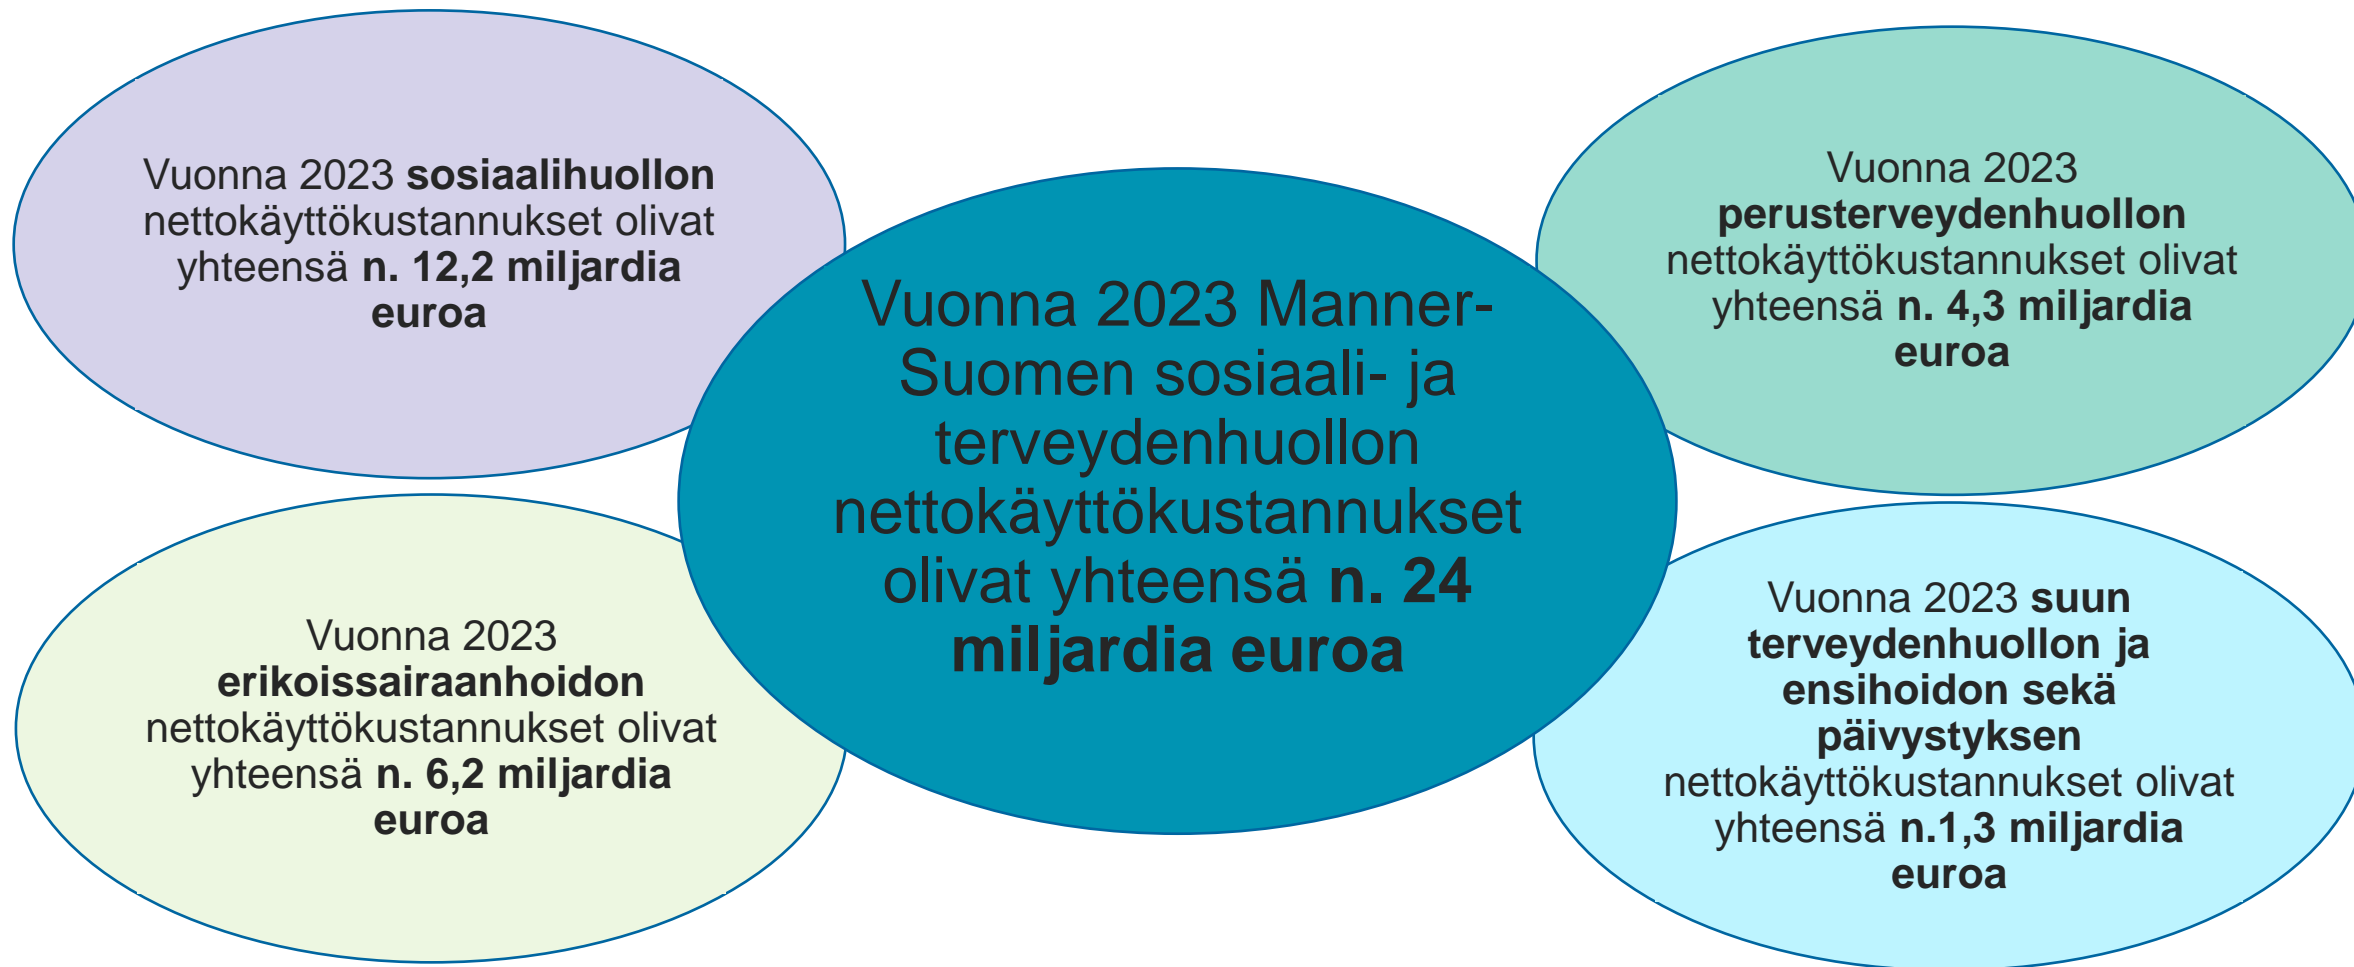 Vuonna 2023 sosiaalihuollon
nettokäyttökustannukset olivat
yhteensä n. 12,2 miljardia
euroa
Vuonna 2023
perusterveydenhuollon
nettokäyttökustannukset olivat
yhteensä n. 4,3 miljardia
euroa
Vuonna 2023 Manner-
Suomen sosiaali- ja
terveydenhuollon
nettokäyttökustannukset
olivat yhteensä n. 24
miljardia euroa
Vuonna 2023
erikoissairaanhoidon
nettokäyttökustannukset olivat
yhteensä n. 6,2 miljardia
euroa
Vuonna 2023 suun
terveydenhuollon ja
ensihoidon sekä
päivystyksen
nettokäyttökustannukset olivat
yhteensä n.1,3 miljardia
euroa